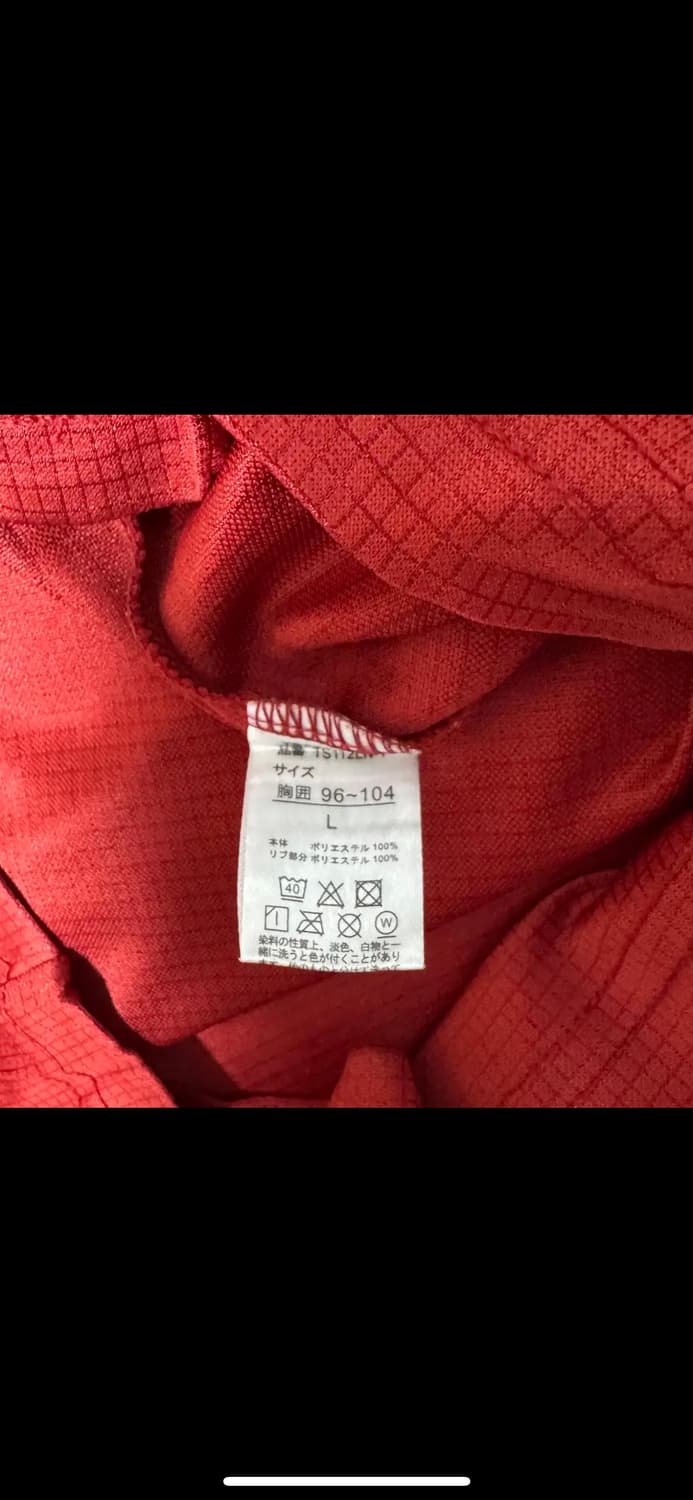 品番
サイズ
胸囲 96~104
L
本体 ポリエステル 100%
リブ部分 ポリエステル 100%
40
W
染料の性質上、淡色、白物と一
緒に洗うと色が付くことがあり